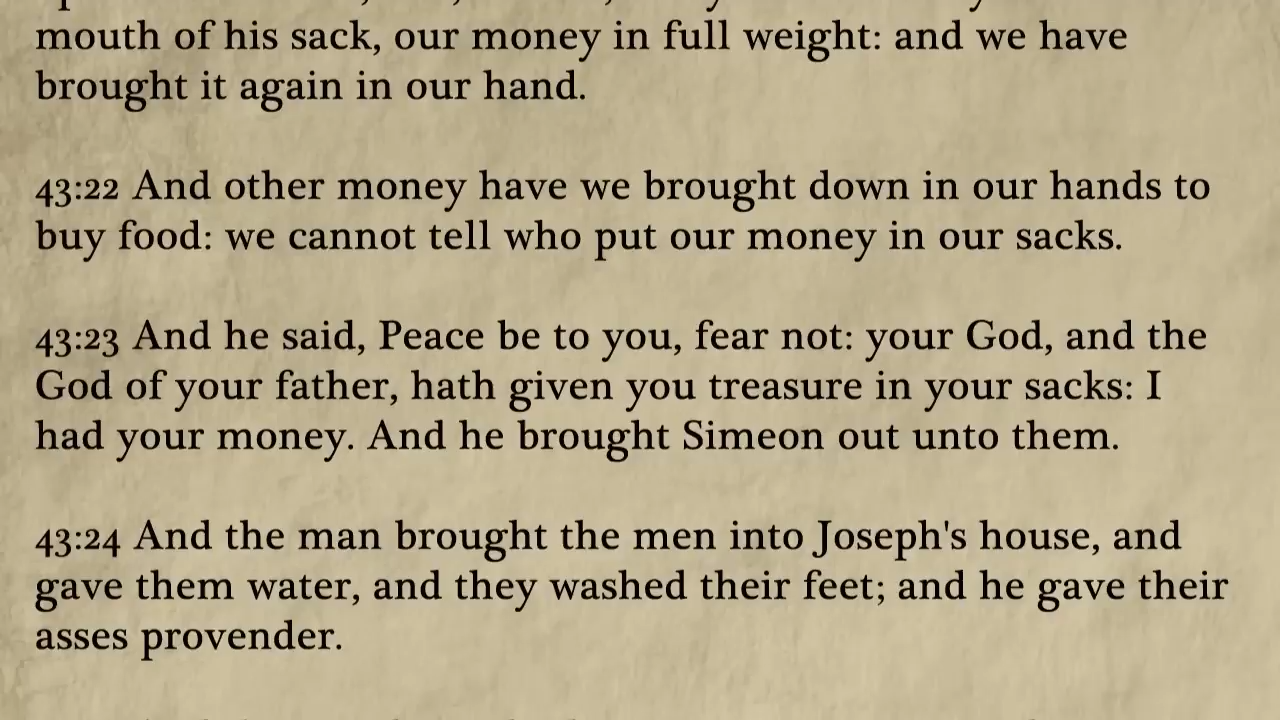 mouth of his sack, our money in full weight: and we have
brought it again in our hand.
43:22 And other money have we brought down in our hands to
buy food: we cannot tell who put our money in our sacks.
43:23 And he said, Peace be to you, fear not: your God, and the
God of your father, hath given you treasure in your sacks: I
had your money. And he brought Simeon out unto them.
43:24 And the man brought the men into Joseph's house, and
gave them water, and they washed their feet; and he gave their
asses provender.